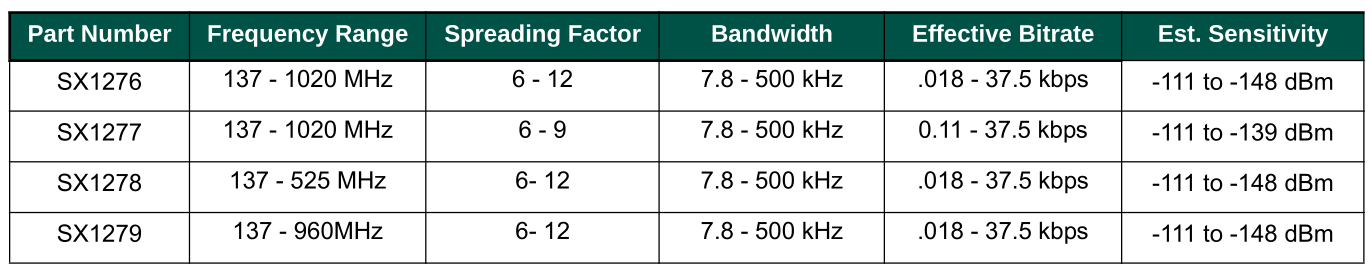 Part Number Frequency Range Spreading Factor Bandwidth Effective Bitrate Est. Sensitivity
SX1276 137 - 1020 MHz 6 - 12 7.8 - 500 kHz .018 - 37.5 kbps -111 to -148 dBm
SX1277 137 - 1020 MHz 6 - 9 7.8 - 500 kHz 0.11 - 37.5 kbps -111 to -139 dBm
SX1278 137 - 525 MHz 6- 12 7.8 - 500 kHz .018 - 37.5 kbps -111 to -148 dBm
SX1279 137 - 960MHz 6- 12 7.8 - 500 kHz .018 - 37.5 kbps -111 to -148 dBm